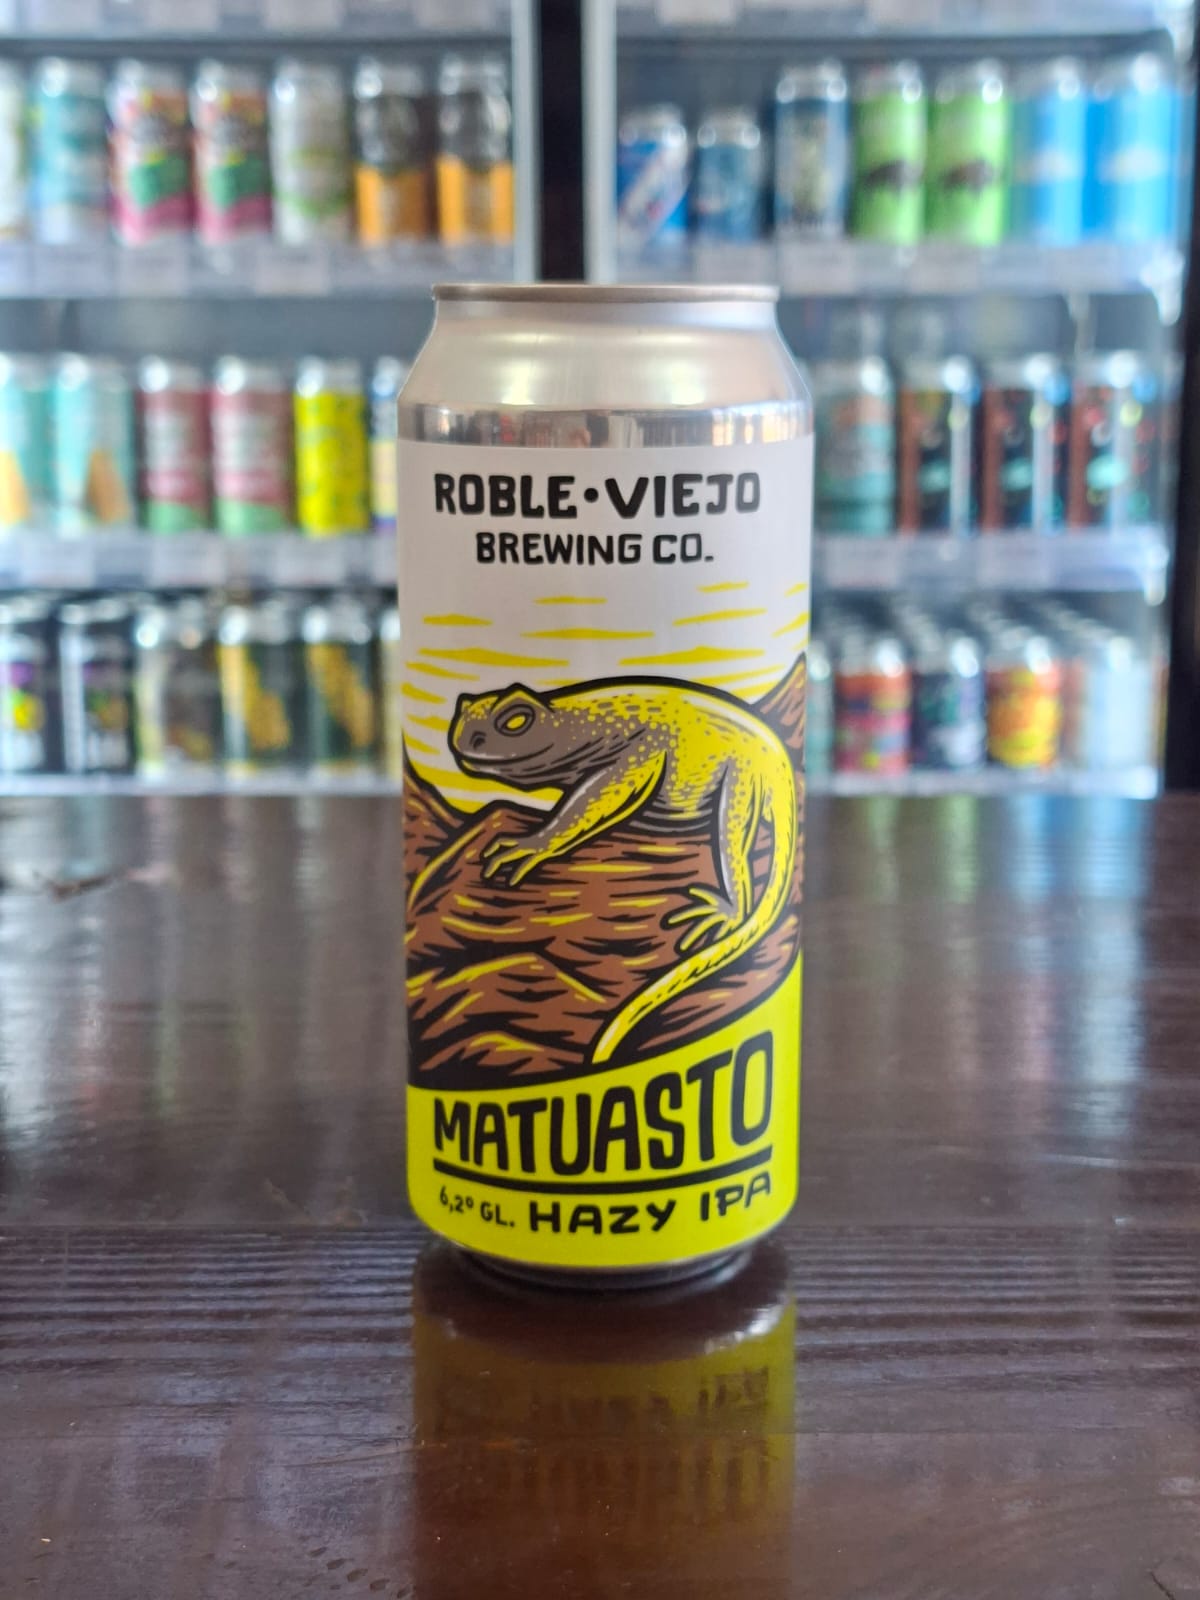 ROBLE•VIEJO
BREWING CO.
MATUASTO
6,2° GL. HAZY IPA